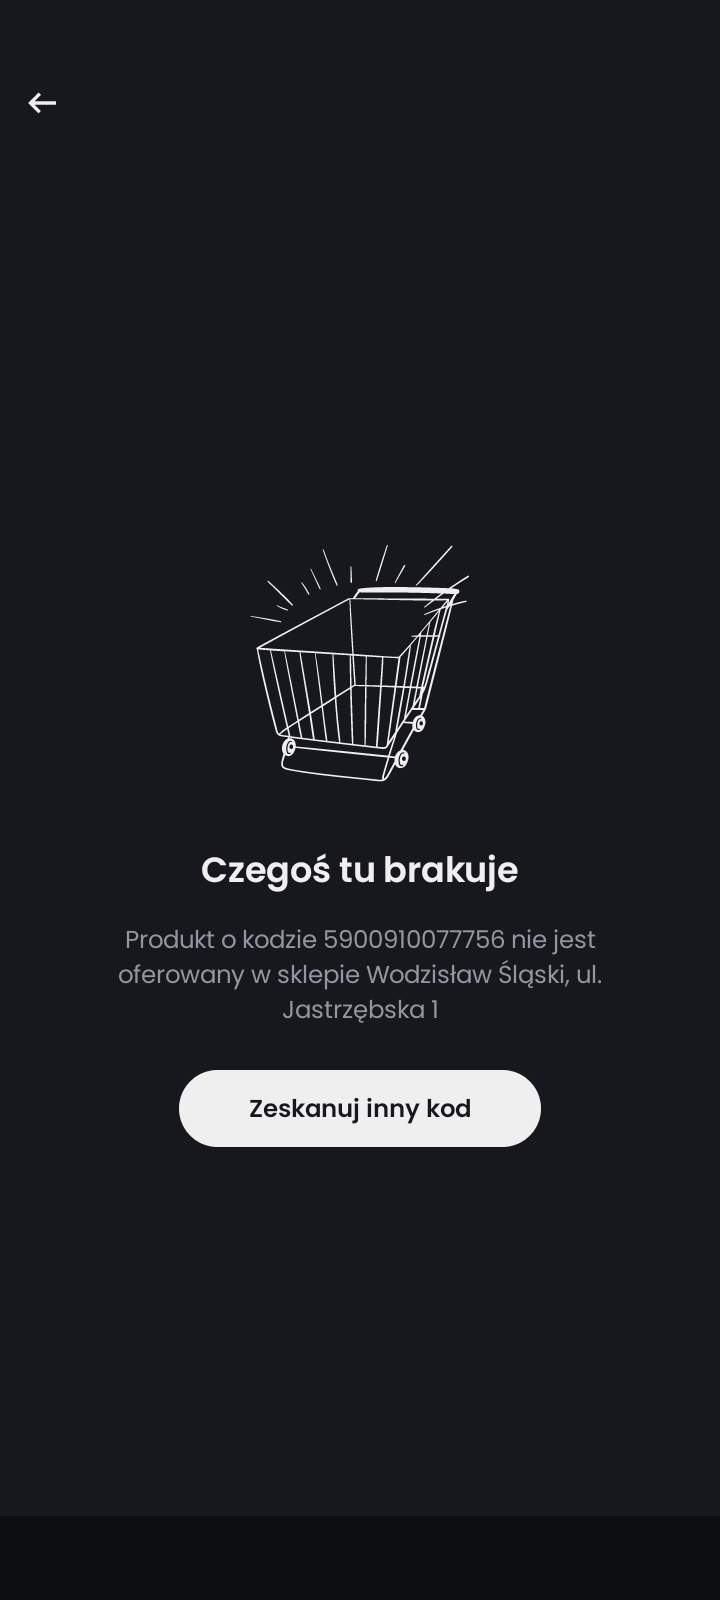 Czegoś tu brakuje
Produkt o kodzie 5900910077756 nie jest
oferowany w sklepie Wodzisław Śląski, ul.
Jastrzębska 1
Zeskanuj inny kod